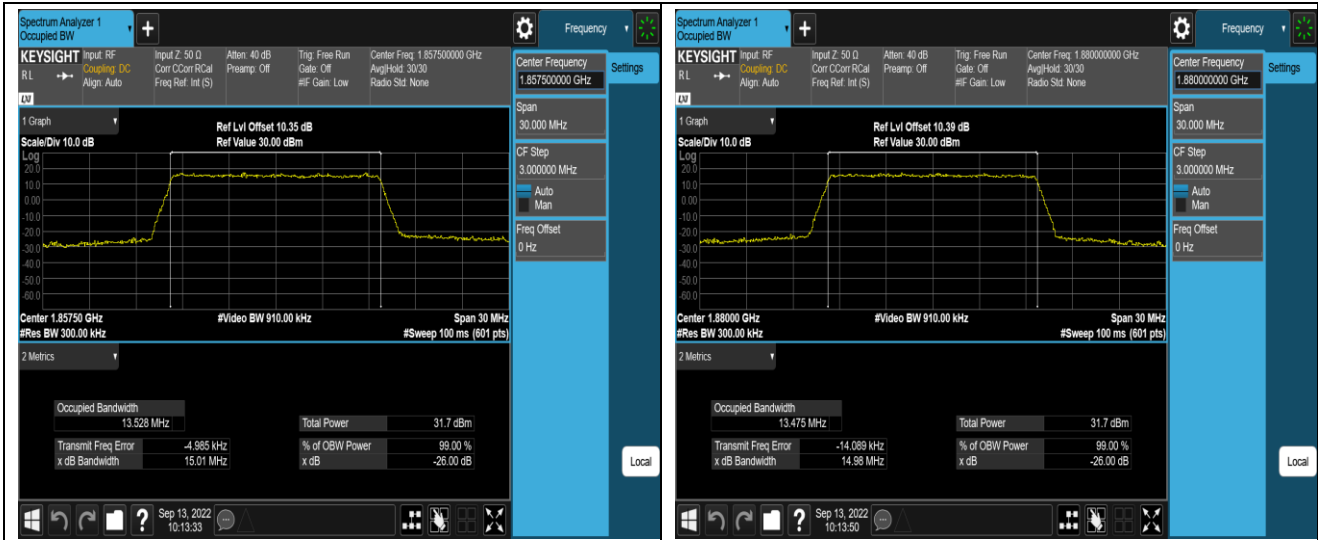 Spectrum Analyzer 1
Occupied BW
+
Frequency
KEYSIGHT Input: RF Input Z: 50 Ω Atten: 40 dB Trig: Free Run Center Freq: 1.857500000 GHz
RL Coupling: DC Corr CCorr RCal Preamp: Off Gate: Off Avg|Hold: 30/30
Align: Auto Freq Ref: Int (S) #IF Gain: Low Radio Std: None
LXI
Center Frequency
1.857500000 GHz
Settings
Span
30.000 MHz
CF Step
3.000000 MHz
Auto
Man
Freq Offset
0 Hz
Local
1 Graph
Ref Lvl Offset 10.35 dB
Scale/Div 10.0 dB Ref Value 30.00 dBm
Log
20.0
10.0
0.00
-10.0
-20.0
-30.0
-40.0
-50.0
-60.0
Center 1.85750 GHz #Video BW 910.00 kHz Span 30 MHz
#Res BW 300.00 kHz #Sweep 100 ms (601 pts)
2 Metrics
Occupied Bandwidth
13.528 MHz Total Power 31.7 dBm
Transmit Freq Error -4.985 kHz % of OBW Power 99.00 %
x dB Bandwidth 15.01 MHz x dB -26.00 dB
?
Sep 13, 2022
10:13:33
Spectrum Analyzer 1
Occupied BW
+
Frequency
KEYSIGHT Input: RF Input Z: 50 Ω Atten: 40 dB Trig: Free Run Center Freq: 1.880000000 GHz
RL Coupling: DC Corr CCorr RCal Preamp: Off Gate: Off Avg|Hold: 30/30
Align: Auto Freq Ref: Int (S) #IF Gain: Low Radio Std: None
LXI
Center Frequency
1.880000000 GHz
Settings
Span
30.000 MHz
CF Step
3.000000 MHz
Auto
Man
Freq Offset
0 Hz
Local
1 Graph
Ref Lvl Offset 10.39 dB
Scale/Div 10.0 dB Ref Value 30.00 dBm
Log
20.0
10.0
0.00
-10.0
-20.0
-30.0
-40.0
-50.0
-60.0
Center 1.88000 GHz #Video BW 910.00 kHz Span 30 MHz
#Res BW 300.00 kHz #Sweep 100 ms (601 pts)
2 Metrics
Occupied Bandwidth
13.475 MHz Total Power 31.7 dBm
Transmit Freq Error -14.089 kHz % of OBW Power 99.00 %
x dB Bandwidth 14.98 MHz x dB -26.00 dB
?
Sep 13, 2022
10:13:50